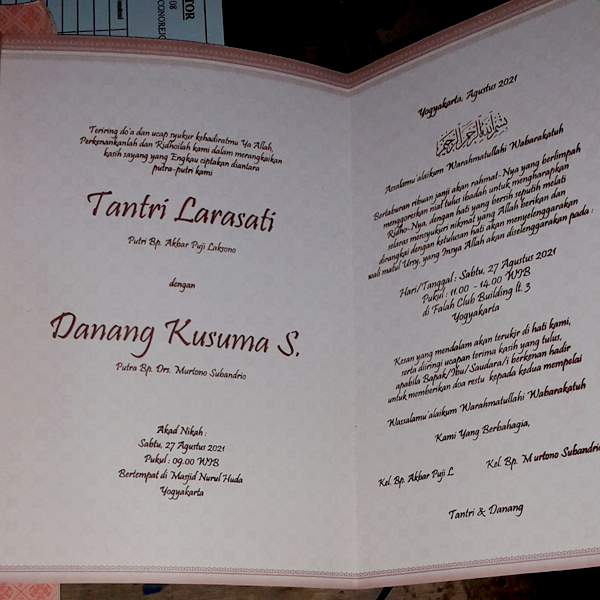 TOR
08
CONOREJO
Teriring do'a dan ucap syukur kehadiratmu Ya Allah,
Perkenankanlah dan Ridhoilah kami dalam merangkaikan
kasih sayang yang Engkau ciptakan diantara
putra-putri kami
Tantri Larasati
Putri Bp. Akbar Puji Laksono
dengan
Danang Kusuma S.
Putra Bp. Drs. Murtono Subandrio
Akad Nikah :
Sabtu, 27 Agustus 2021
Pukul : 09.00 WIB
Bertempat di Masjid Nurul Huda
Yogyakarta
Yogyakarta, Agustus 2021
بسم الله الرحمن الرحيم
Assalamu'alaikum Warahmatullahi Wabarakatuh
Bertaburan ribuan janji akan rahmat-Nya yang berlimpah
menggoreskan niat tulus ibadah untuk mengharapkan
Ridho-Nya, dengan hati yang bersih seputih melati
selaras mensyukuri nikmat yang Allah berikan dan
dirangkai dengan ketulusan hati akan menyelenggarakan
wali matul Ursy, yang Insya Allah akan diselenggarakan pada :
Hari/Tanggal : Sabtu, 27 Agustus 2021
Pukul : 11.00 - 14.00 WIB
di Falah Club Building lt. 3
Yogyakarta
Kesan yang mendalam akan terukir di hati kami,
serta diiringi ucapan terima kasih yang tulus,
apabila Bapak/Ibu/Saudara/i berkenan hadir
untuk memberikan doa restu kepada kedua mempelai
Wassalamu'alaikum Warahmatullahi Wabarakatuh
Kami Yang Berbahagia,
Kel. Bp. Akbar Puji L
Kel. Bp. Murtono Subandrio
Tantri & Danang